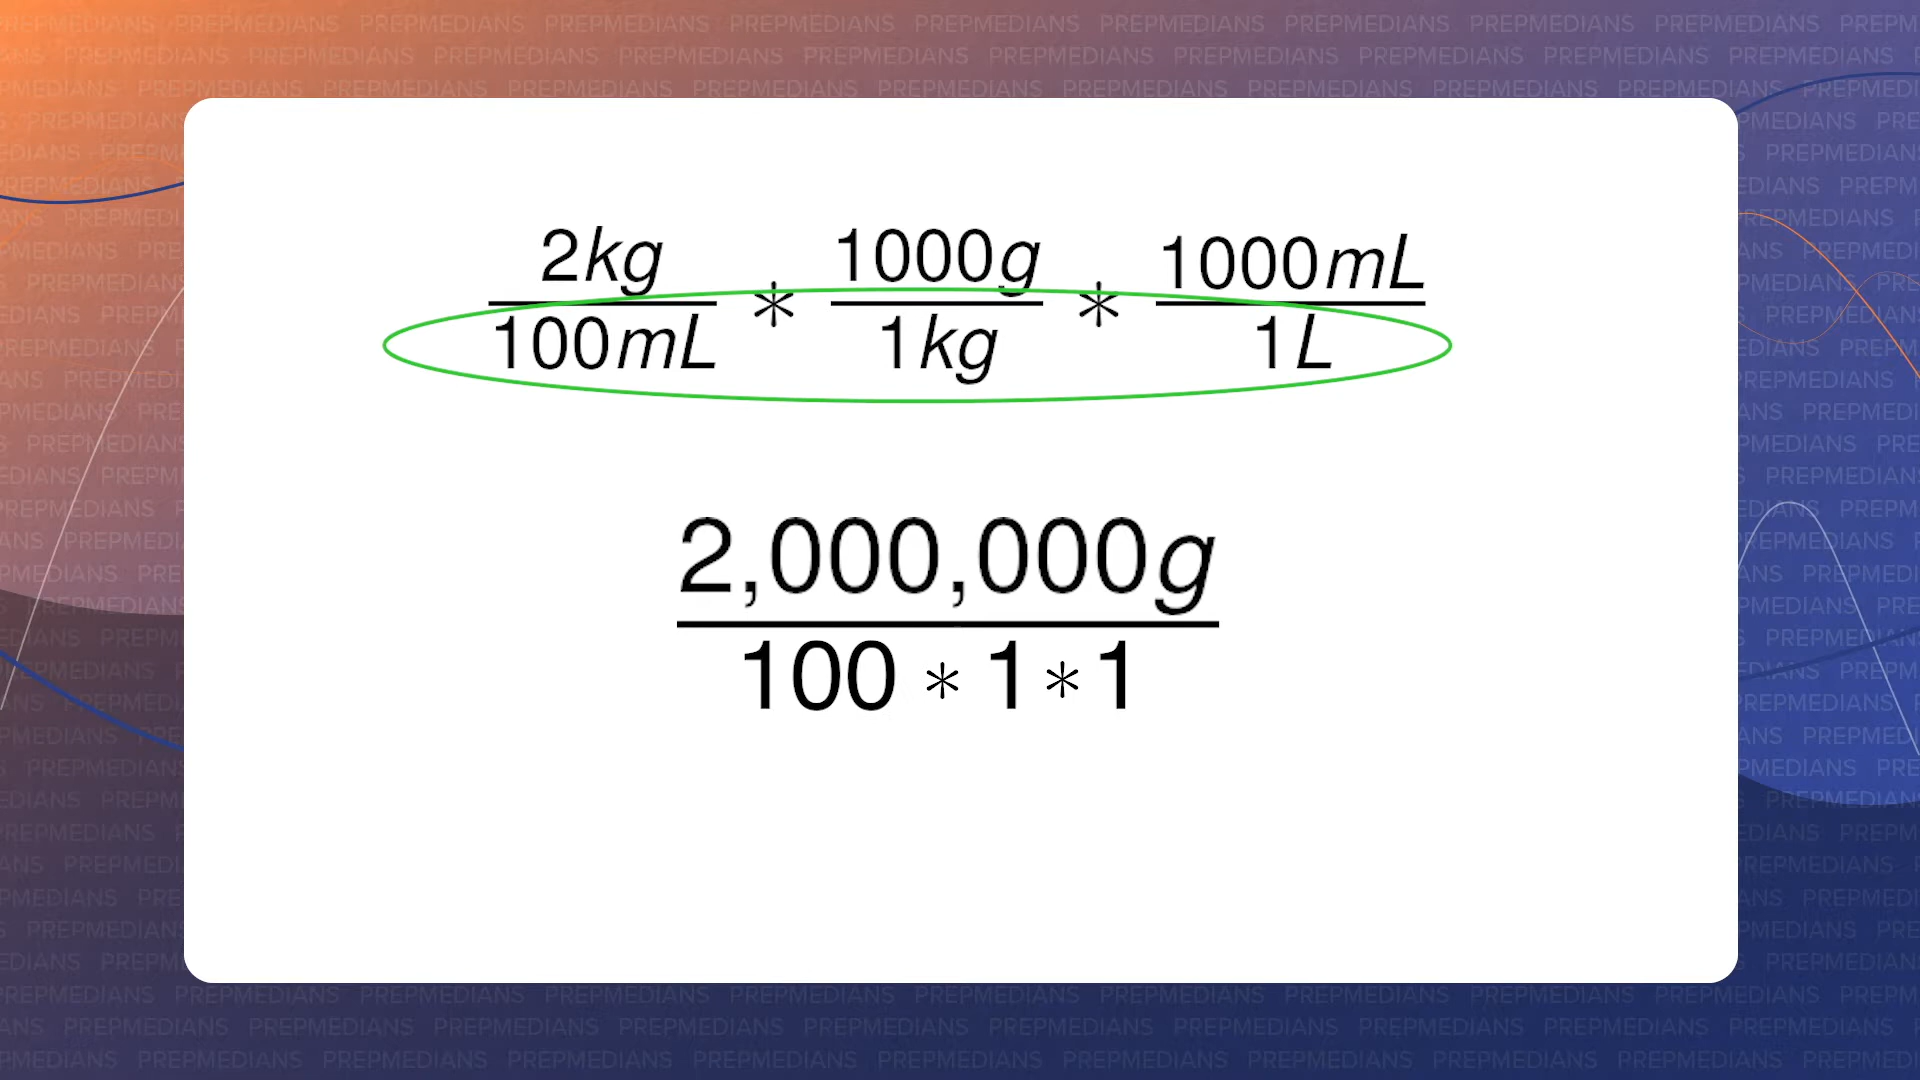 2kg/100mL * 1000g/1kg * 1000mL/1L
2,000,000g
100 * 1 * 1
PREPMEDIANS